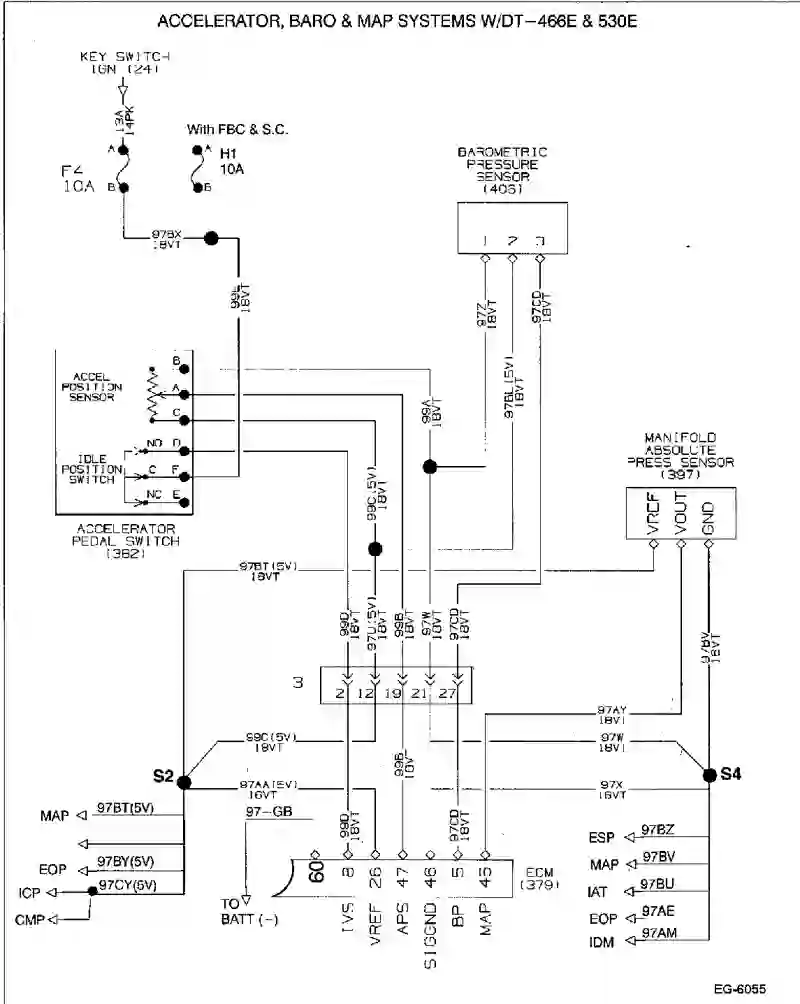 ACCELERATOR, BARO & MAP SYSTEMS W/DT-466E & 530E
KEY SWITCH
IGN (24)
13A
14PK
With FBC & S.C.
A
F4
10A
B
A
H1
10A
B
97BX
18VT
99E
18VT
BAROMETRIC
PRESSURE
SENSOR
(406)
1 2 3
97Z
18VT
97BL(5V)
18VT
97CD
18VT
ACCEL
POSITION
SENSOR
B
A
C
IDLE
POSITION
SWITCH
NO D
C F
NC E
ACCELERATOR
PEDAL SWITCH
(382)
99A
18VT
99C(5V)
18VT
MANIFOLD
ABSOLUTE
PRESS SENSOR
(397)
VREF
VOUT
GND
97BT(5V)
18VT
99D
18VT
97U(5V)
18VT
99B
18VT
97W
18VT
97CD
18VT
97BV
18VT
3
2 12 19 21 27
97AY
18VT
99C(5V)
18VT
99B
18VT
97W
18VT
S2
S4
97AA(5V)
16VT
97X
16VT
97-GB
99D
18VT
97CD
18VT
MAP 97BT(5V)
EOP 97BY(5V)
ICP 97CY(5V)
CMP
TO
BATT (-)
60 8 26 47 46 5 45
ECM
(379)
IVS
VREF
APS
SIGGND
BP
MAP
ESP 97BZ
MAP 97BV
IAT 97BU
EOP 97AE
IDM 97AM
EG-6055